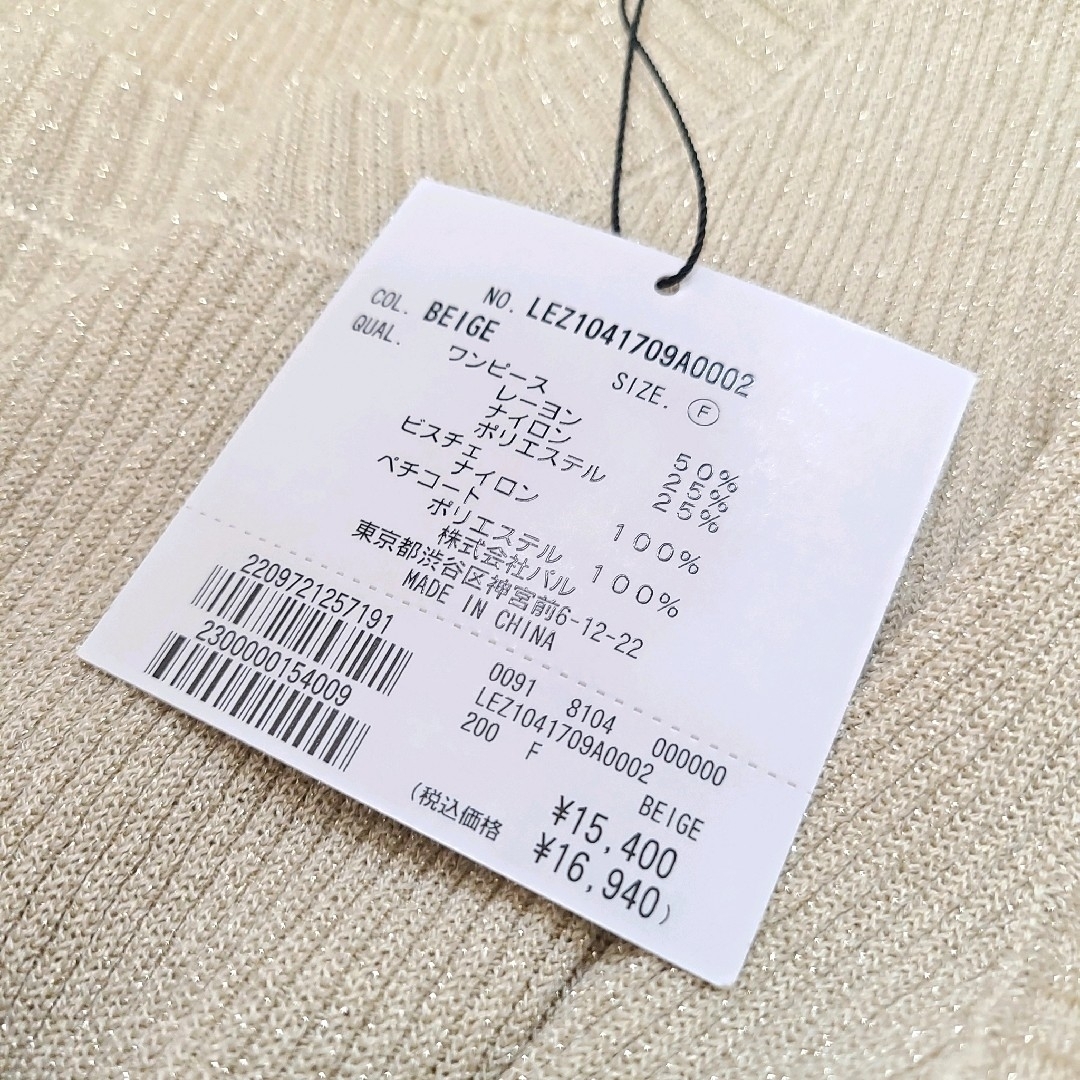 NO. LEZ1041709A0002
COL. BEIGE SIZE. Ⓕ
QUAL. ワンピース
レーヨン 50%
ナイロン 25%
ポリエステル 25%
ビスチェ
ナイロン 100%
ペチコート
ポリエステル 100%
株式会社パル
東京都渋谷区神宮前6-12-22
MADE IN CHINA
2209721257191
2300000154009
0091 8104 000000
LEZ1041709A0002
200 F BEIGE
¥15,400
(税込価格 ¥16,940)